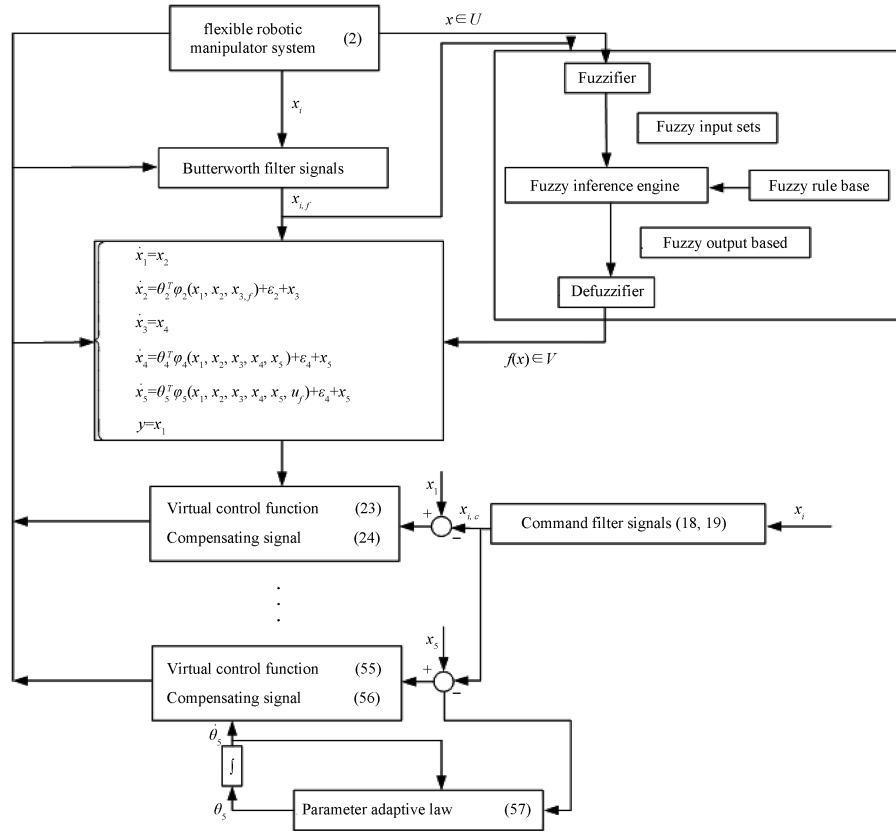 x∈U
flexible robotic
manipulator system (2)
Fuzzifier
x_i
Fuzzy input sets
Butterworth filter signals
Fuzzy inference engine
Fuzzy rule base
x_{i, f}
Fuzzy output based
ẋ_1=x_2
ẋ_2=θ_2^T φ_2(x_1, x_2, x_{3, f})+ε_2+x_3
Defuzzifier
ẋ_3=x_4
ẋ_4=θ_4^T φ_4(x_1, x_2, x_3, x_4, x_5)+ε_4+x_5
f(x)∈V
ẋ_5=θ_5^T φ_5(x_1, x_2, x_3, x_4, x_5, u_f)+ε_4+x_5
y=x_1
Virtual control function (23)
Compensating signal (24)
x_1
+
−
x_{i, c}
Command filter signals (18, 19)
x_i
⋮
Virtual control function (55)
Compensating signal (56)
x_5
+
−
θ̇_5
∫
θ_5
Parameter adaptive law (57)